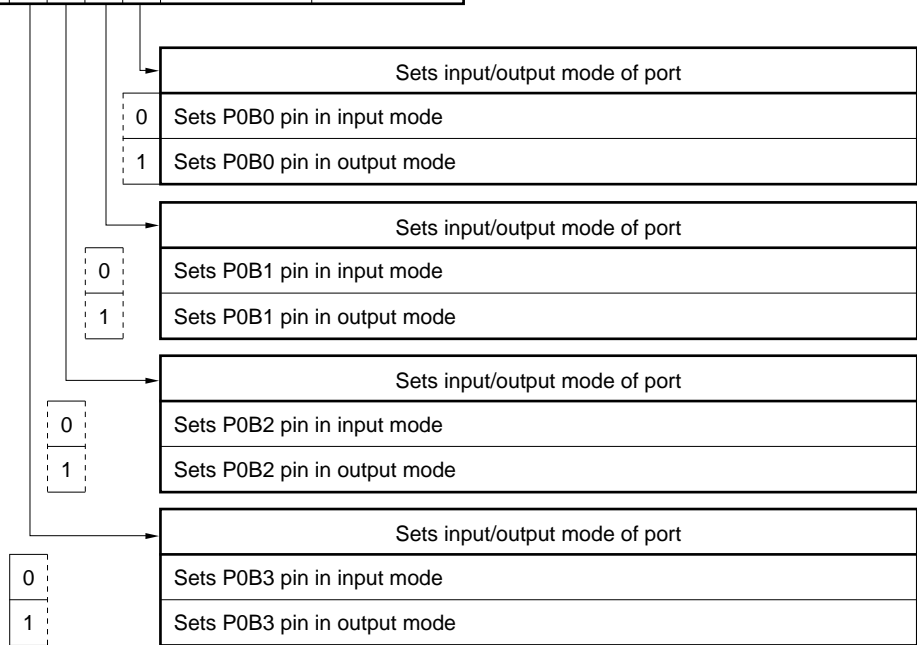 Sets input/output mode of port
0 Sets P0B0 pin in input mode
1 Sets P0B0 pin in output mode
Sets input/output mode of port
0 Sets P0B1 pin in input mode
1 Sets P0B1 pin in output mode
Sets input/output mode of port
0 Sets P0B2 pin in input mode
1 Sets P0B2 pin in output mode
Sets input/output mode of port
0 Sets P0B3 pin in input mode
1 Sets P0B3 pin in output mode